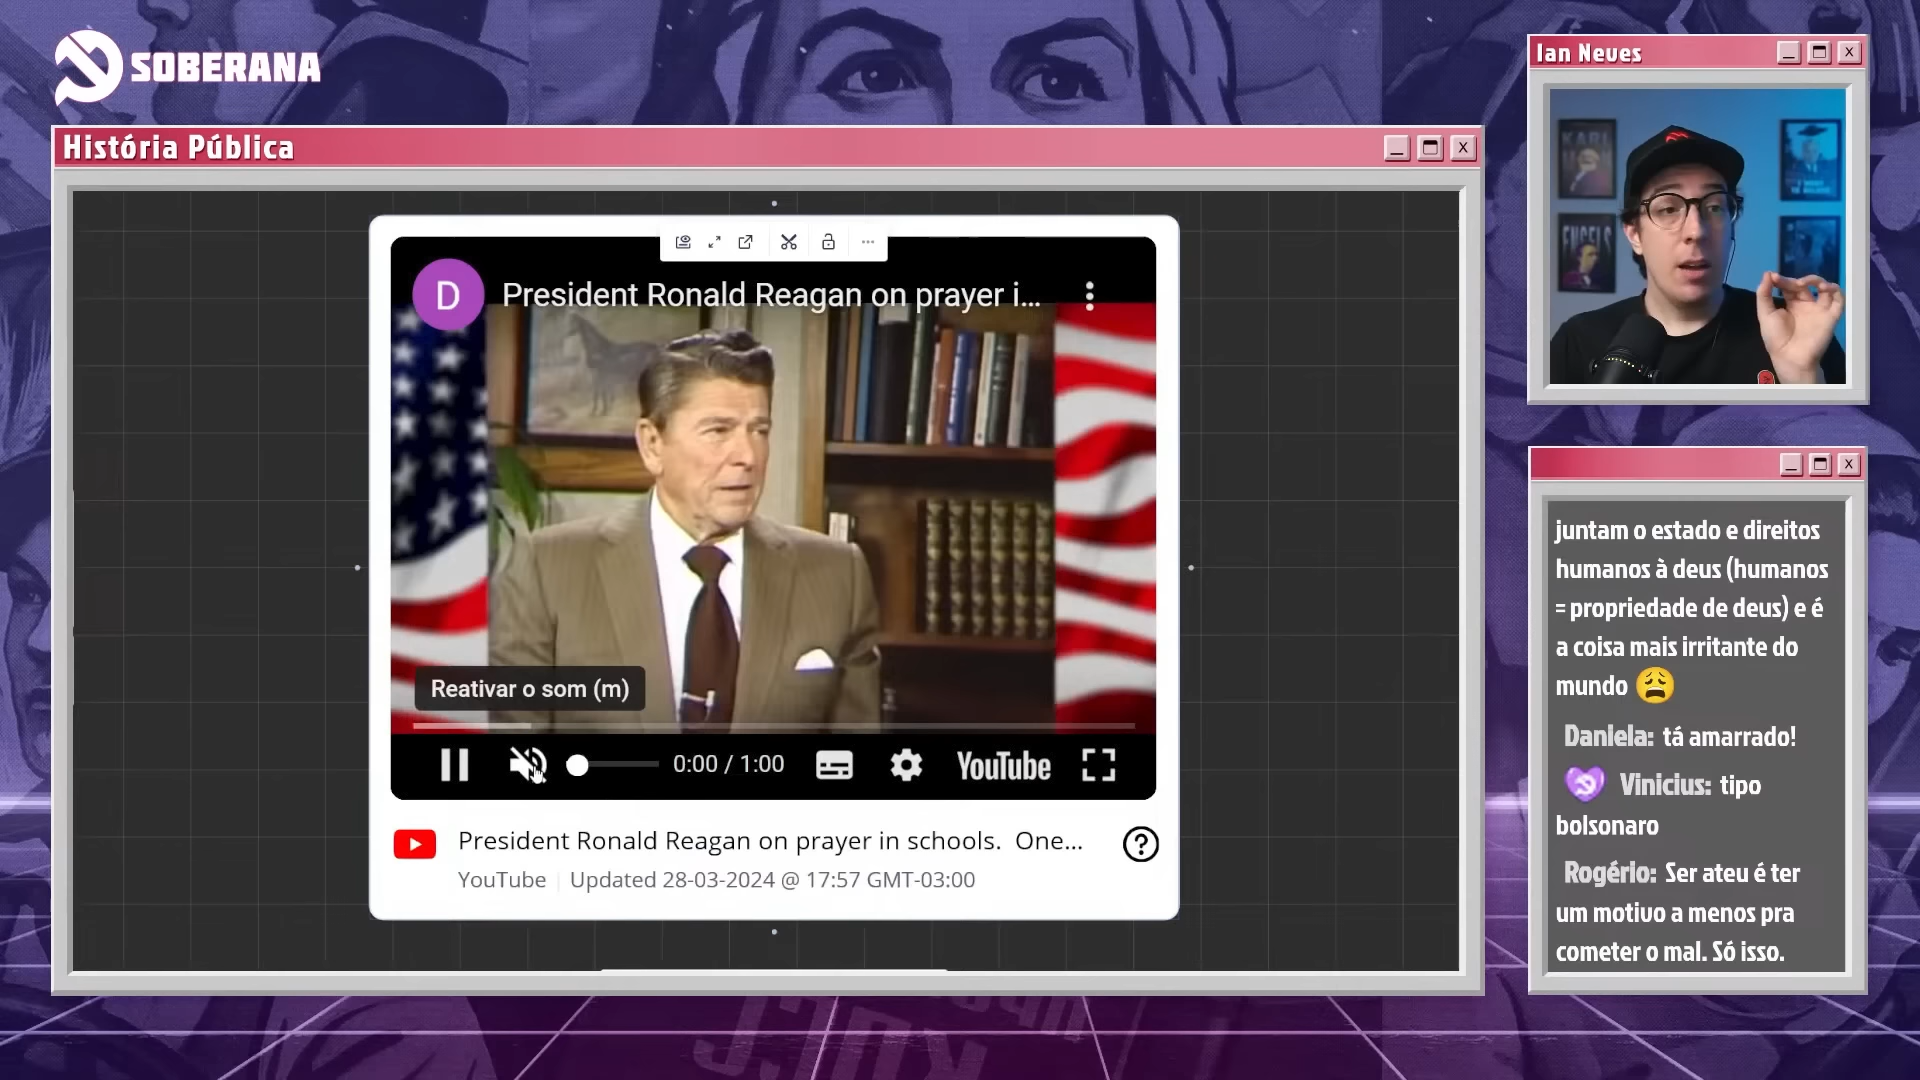 SOBERANA
História Pública
President Ronald Reagan on prayer i...
Reativar o som (m)
0:00 / 1:00
YouTube
President Ronald Reagan on prayer in schools. One...
YouTube | Updated 28-03-2024 @ 17:57 GMT-03:00
Ian Neves
KARL
ENGELS
juntam o estado e direitos
humanos à deus (humanos
= propriedade de deus) e é
a coisa mais irritante do
mundo 😩
Daniela: tá amarrado!
Vinicius: tipo
bolsonaro
Rogério: Ser ateu é ter
um motivo a menos pra
cometer o mal. Só isso.